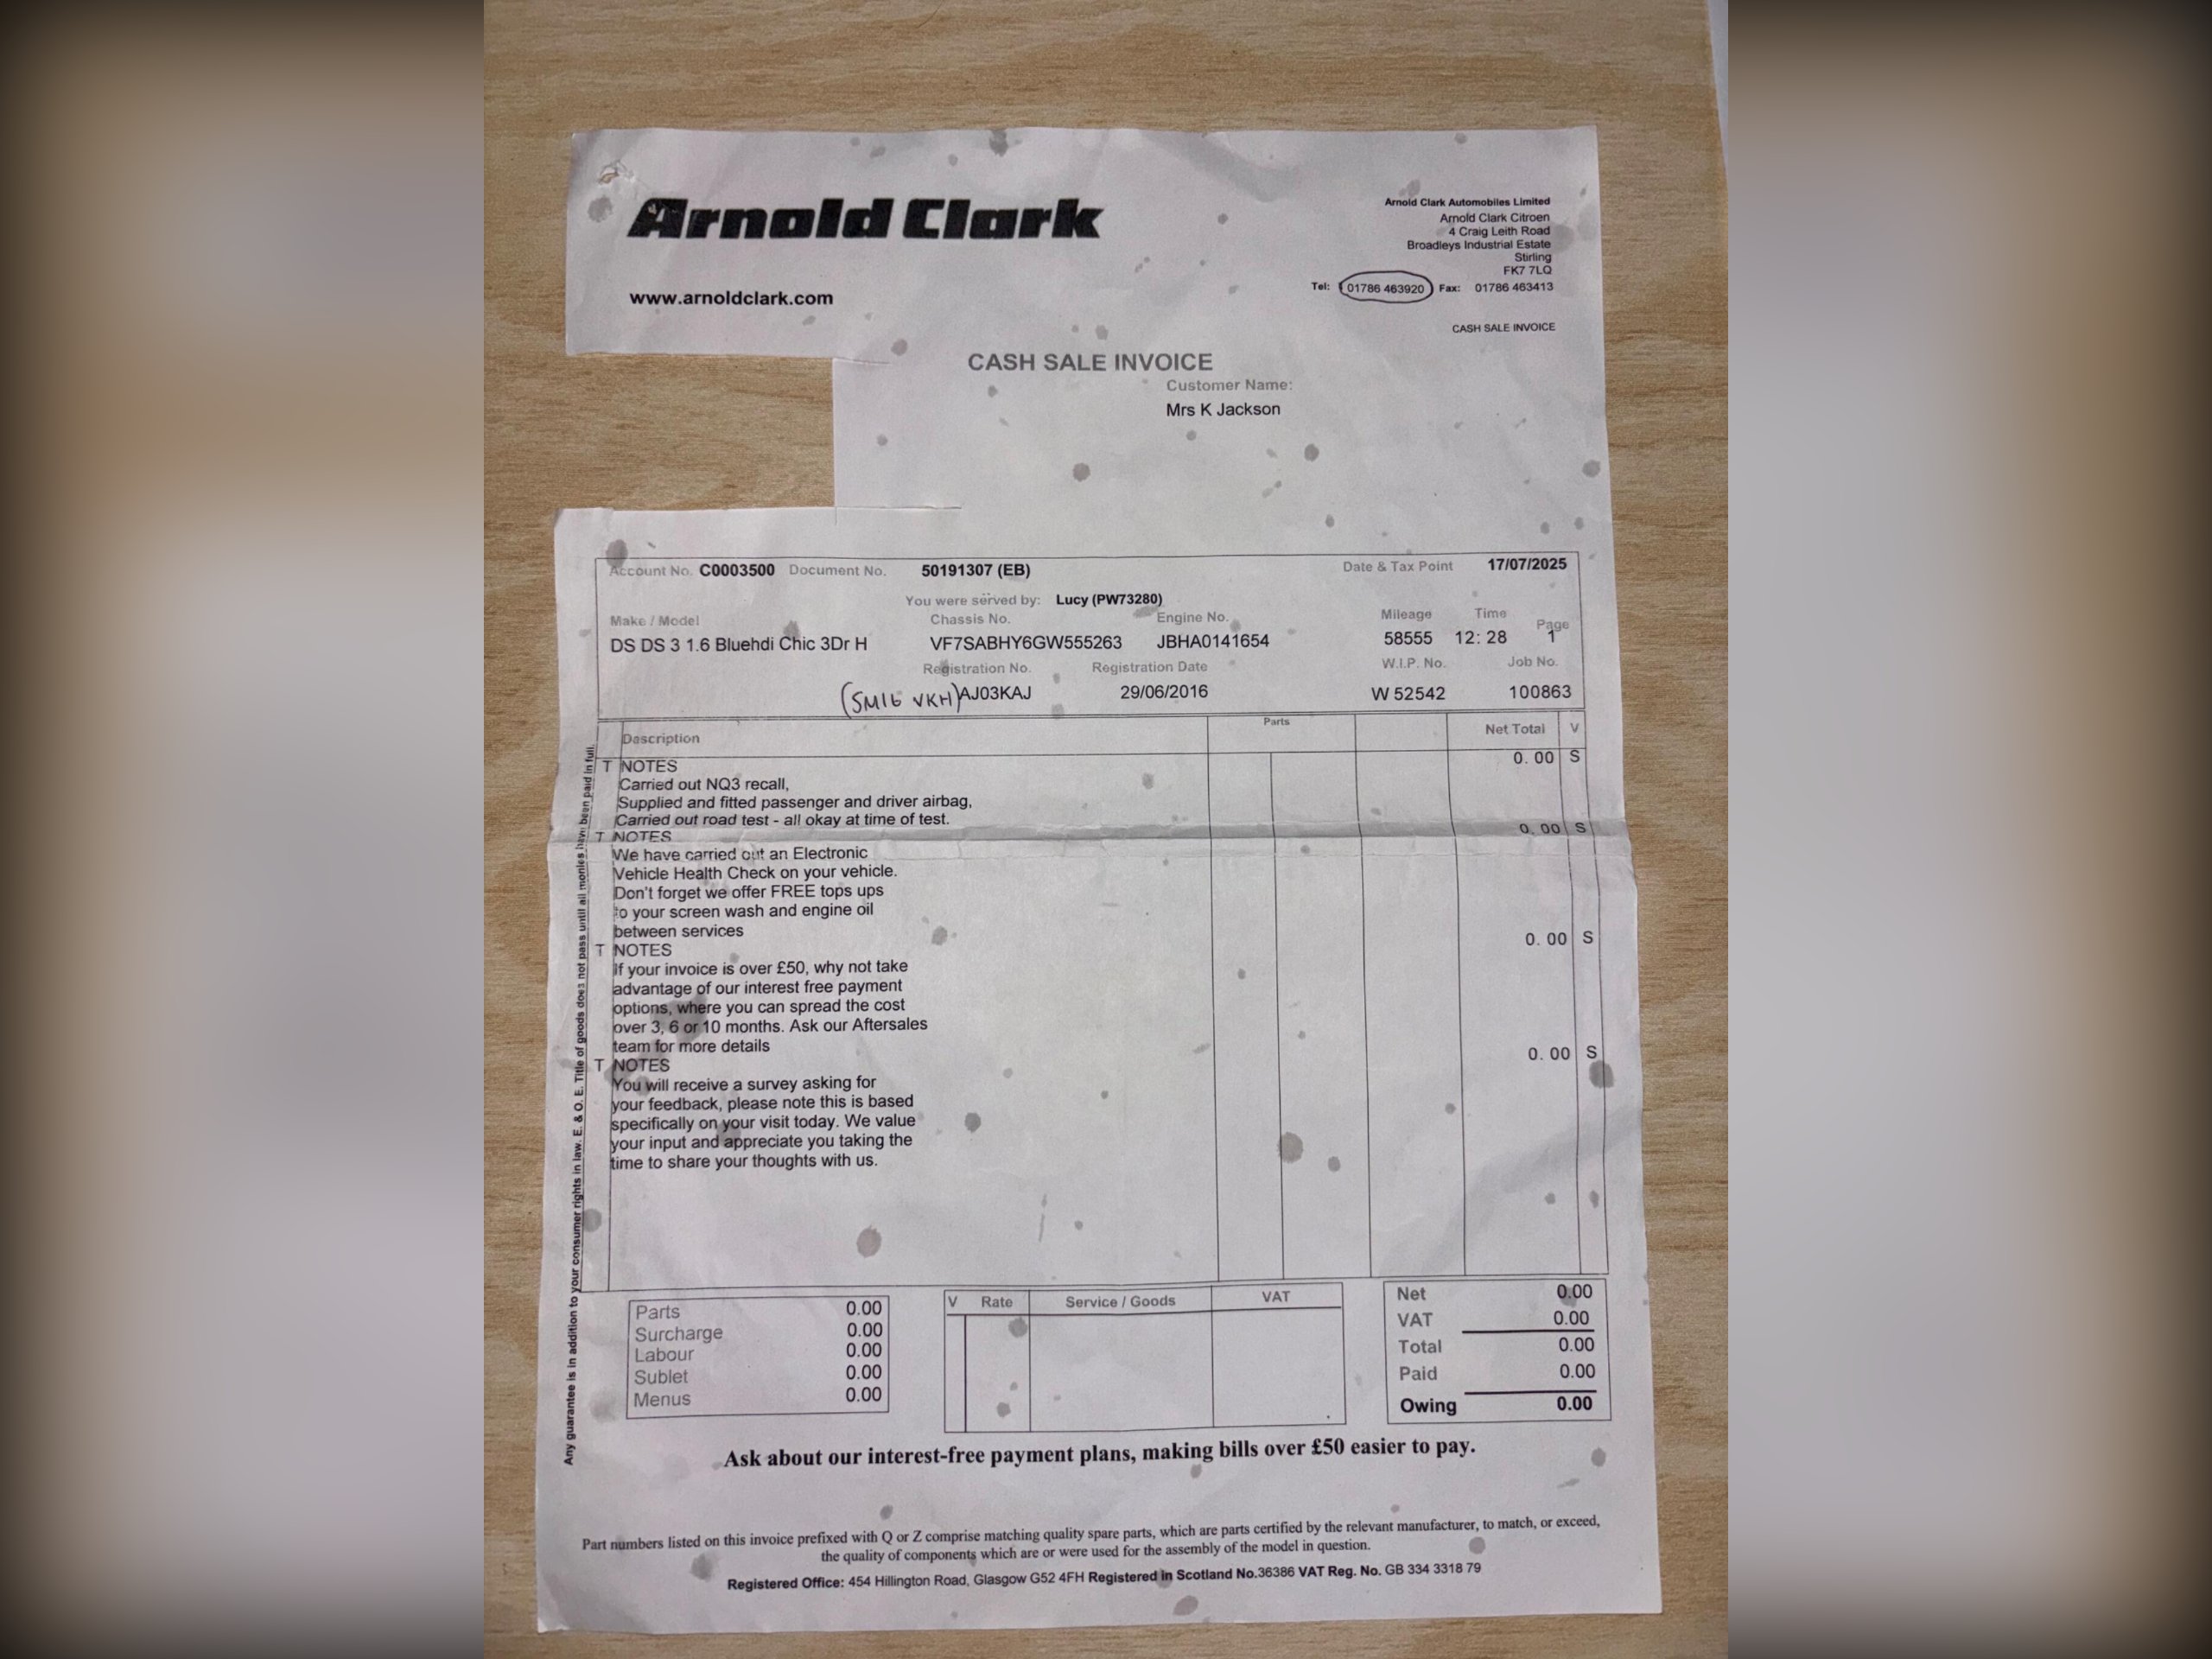 Arnold Clark
www.arnoldclark.com
Arnold Clark Automobiles Limited
Arnold Clark Citroen
4 Craig Leith Road
Broadleys Industrial Estate
Stirling
FK7 7LQ
Tel: 01786 463920 Fax: 01786 463413
CASH SALE INVOICE
CASH SALE INVOICE
Customer Name:
Mrs K Jackson
Account No. C0003500 Document No. 50191307 (EB) Date & Tax Point 17/07/2025
You were served by: Lucy (PW73280)
Make / Model Chassis No. Engine No. Mileage Time Page
DS DS 3 1.6 Bluehdi Chic 3Dr H VF7SABHY6GW555263 JBHA0141654 58555 12: 28 1
Registration No. Registration Date W.I.P. No. Job No.
(SM16 VKH) AJ03KAJ 29/06/2016 W 52542 100863
Description Parts Net Total V
T NOTES 0. 00 S
Carried out NQ3 recall,
Supplied and fitted passenger and driver airbag,
Carried out road test - all okay at time of test.
T NOTES 0. 00 S
We have carried out an Electronic
Vehicle Health Check on your vehicle.
Don't forget we offer FREE tops ups
to your screen wash and engine oil
between services
T NOTES 0. 00 S
If your invoice is over £50, why not take
advantage of our interest free payment
options, where you can spread the cost
over 3, 6 or 10 months. Ask our Aftersales
team for more details
T NOTES 0. 00 S
You will receive a survey asking for
your feedback, please note this is based
specifically on your visit today. We value
your input and appreciate you taking the
time to share your thoughts with us.
Any guarantee is in addition to your consumer rights in law. E. & O. E. Title of goods does not pass until all monies have been paid in full.
Parts 0.00
Surcharge 0.00
Labour 0.00
Sublet 0.00
Menus 0.00
V Rate Service / Goods VAT
Net 0.00
VAT 0.00
Total 0.00
Paid 0.00
Owing 0.00
Ask about our interest-free payment plans, making bills over £50 easier to pay.
Part numbers listed on this invoice prefixed with Q or Z comprise matching quality spare parts, which are parts certified by the relevant manufacturer, to match, or exceed,
the quality of components which are or were used for the assembly of the model in question.
Registered Office: 454 Hillington Road, Glasgow G52 4FH Registered in Scotland No.36386 VAT Reg. No. GB 334 3318 79